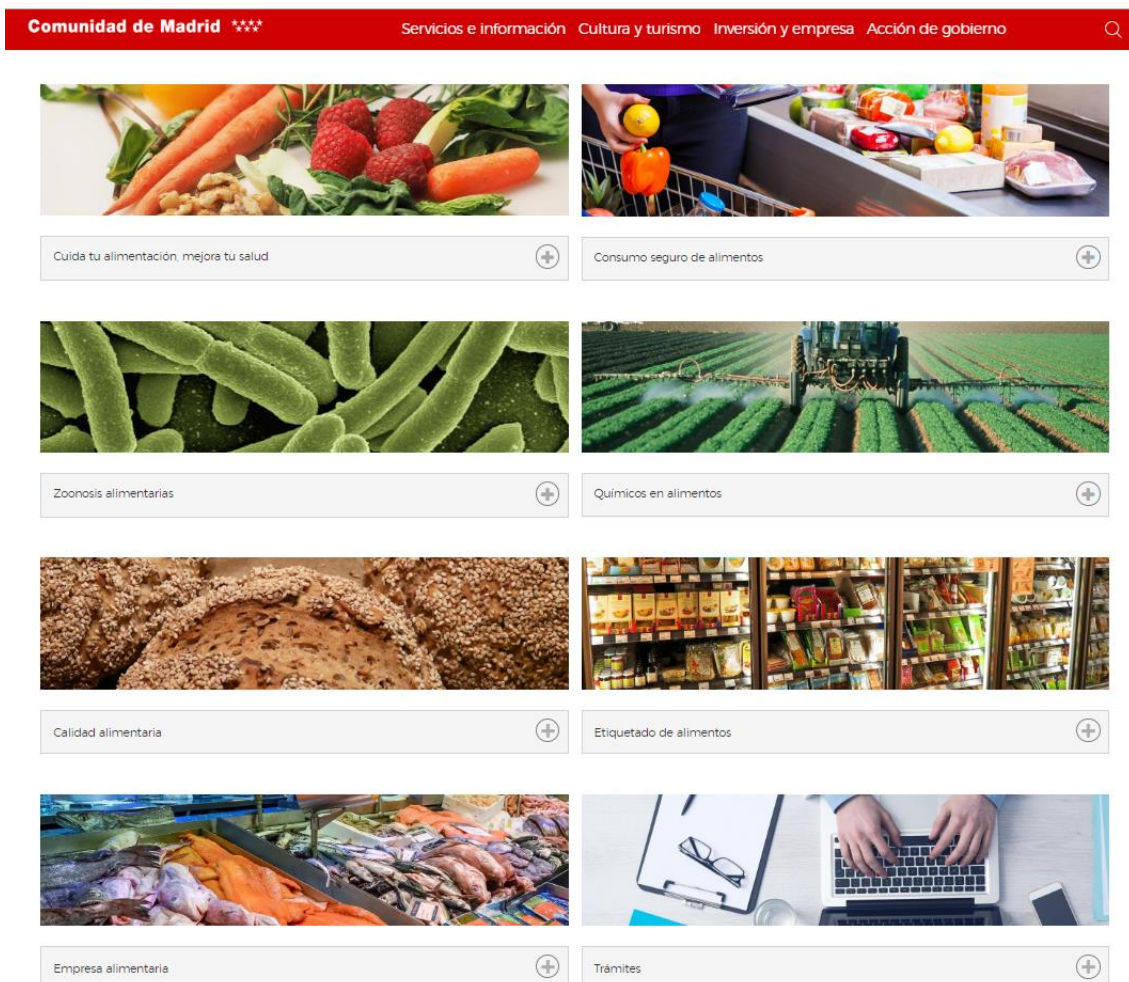 Comunidad de Madrid
Servicios e información Cultura y turismo Inversión y empresa Acción de gobierno
Cuida tu alimentación, mejora tu salud
Consumo seguro de alimentos
Zoonosis alimentarias
Químicos en alimentos
Calidad alimentaria
Etiquetado de alimentos
Empresa alimentaria
Trámites